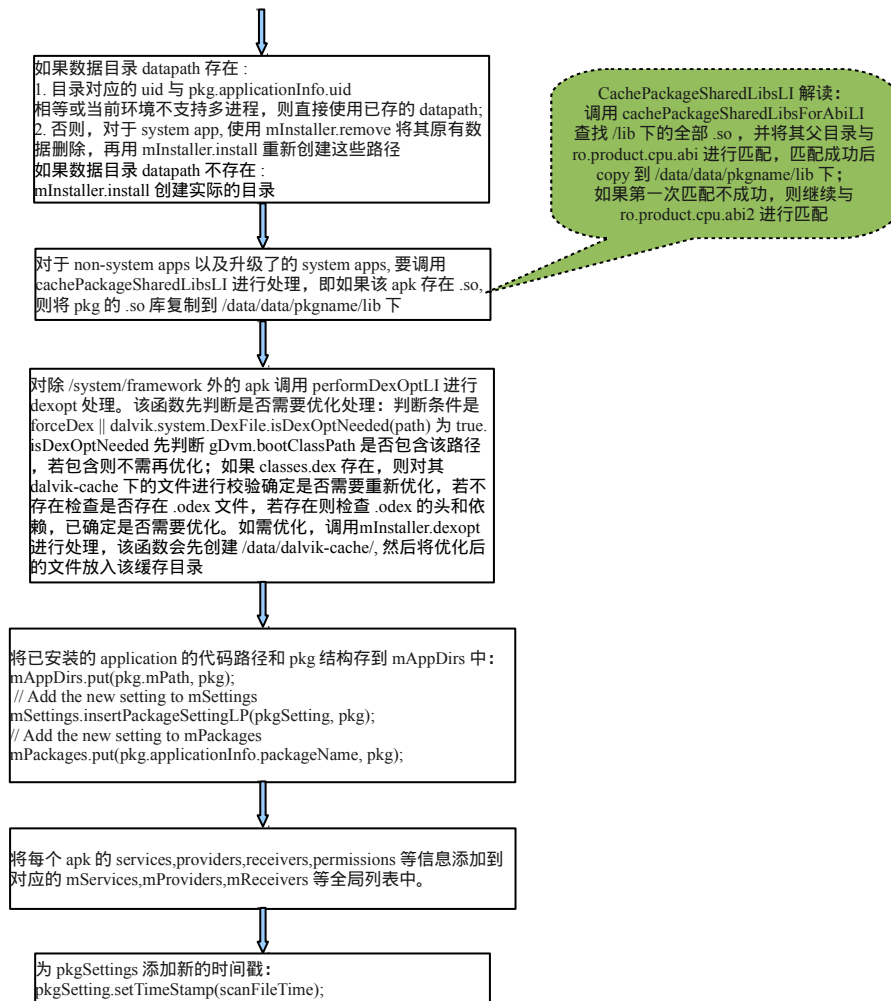 如果数据目录 datapath 存在 :
1. 目录对应的 uid 与 pkg.applicationInfo.uid
相等或当前环境不支持多进程，则直接使用已存的 datapath;
2. 否则，对于 system app, 使用 mInstaller.remove 将其原有数
据删除，再用 mInstaller.install 重新创建这些路径
如果数据目录 datapath 不存在 :
mInstaller.install 创建实际的目录
CachePackageSharedLibsLI 解读：
调用 cachePackageSharedLibsForAbiLI
查找 /lib 下的全部 .so ，并将其父目录与
ro.product.cpu.abi 进行匹配，匹配成功后
copy 到 /data/data/pkgname/lib 下；
如果第一次匹配不成功，则继续与
ro.product.cpu.abi2 进行匹配
对于 non-system apps 以及升级了的 system apps, 要调用
cachePackageSharedLibsLI 进行处理，即如果该 apk 存在 .so,
则将 pkg 的 .so 库复制到 /data/data/pkgname/lib 下
对除 /system/framework 外的 apk 调用 performDexOptLI 进行
dexopt 处理。该函数先判断是否需要优化处理：判断条件是
forceDex || dalvik.system.DexFile.isDexOptNeeded(path) 为 true.
isDexOptNeeded 先判断 gDvm.bootClassPath 是否包含该路径
，若包含则不需再优化；如果 classes.dex 存在，则对其
dalvik-cache 下的文件进行校验确定是否需要重新优化，若不
存在检查是否存在 .odex 文件，若存在则检查 .odex 的头和依
赖，已确定是否需要优化。如需优化，调用mInstaller.dexopt
进行处理，该函数会先创建 /data/dalvik-cache/, 然后将优化后
的文件放入该缓存目录
将已安装的 application 的代码路径和 pkg 结构存到 mAppDirs 中：
mAppDirs.put(pkg.mPath, pkg);
// Add the new setting to mSettings
mSettings.insertPackageSettingLP(pkgSetting, pkg);
// Add the new setting to mPackages
mPackages.put(pkg.applicationInfo.packageName, pkg);
将每个 apk 的 services,providers,receivers,permissions 等信息添加到
对应的 mServices,mProviders,mReceivers 等全局列表中。
为 pkgSettings 添加新的时间戳：
pkgSetting.setTimeStamp(scanFileTime);